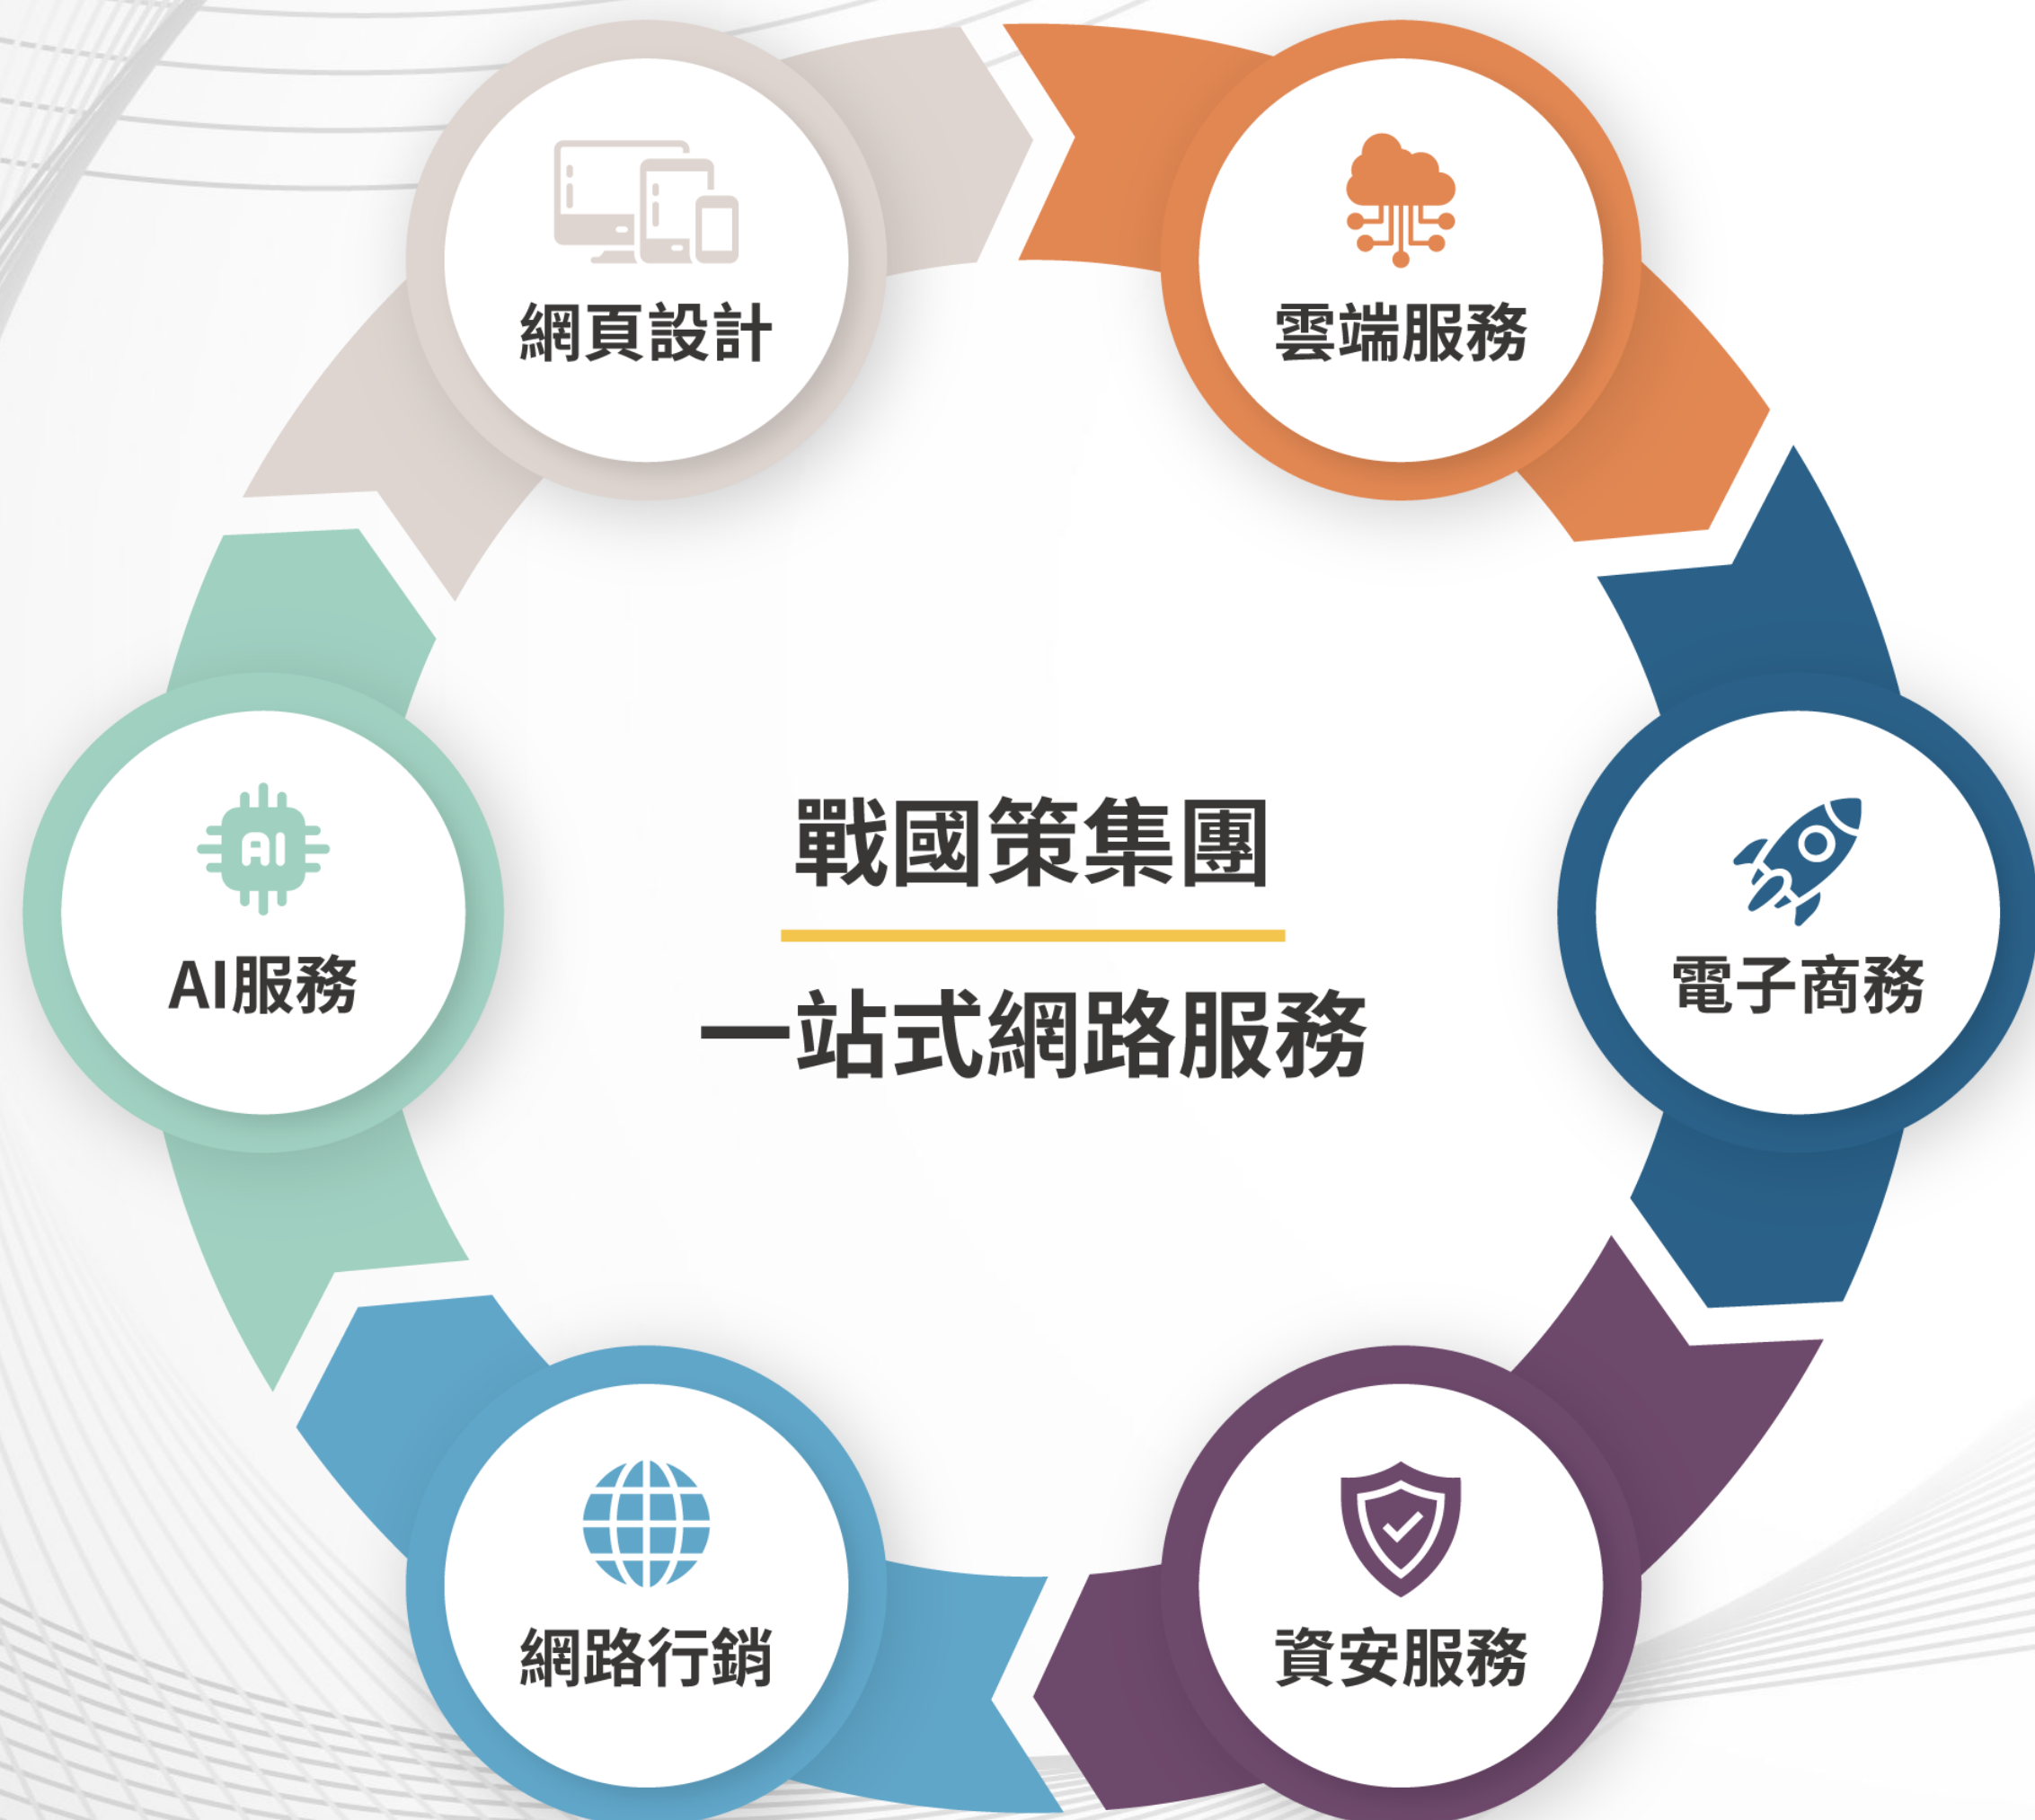 網頁設計
雲端服務
AI
AI服務
戰國策集團
一站式網路服務
電子商務
網路行銷
資安服務